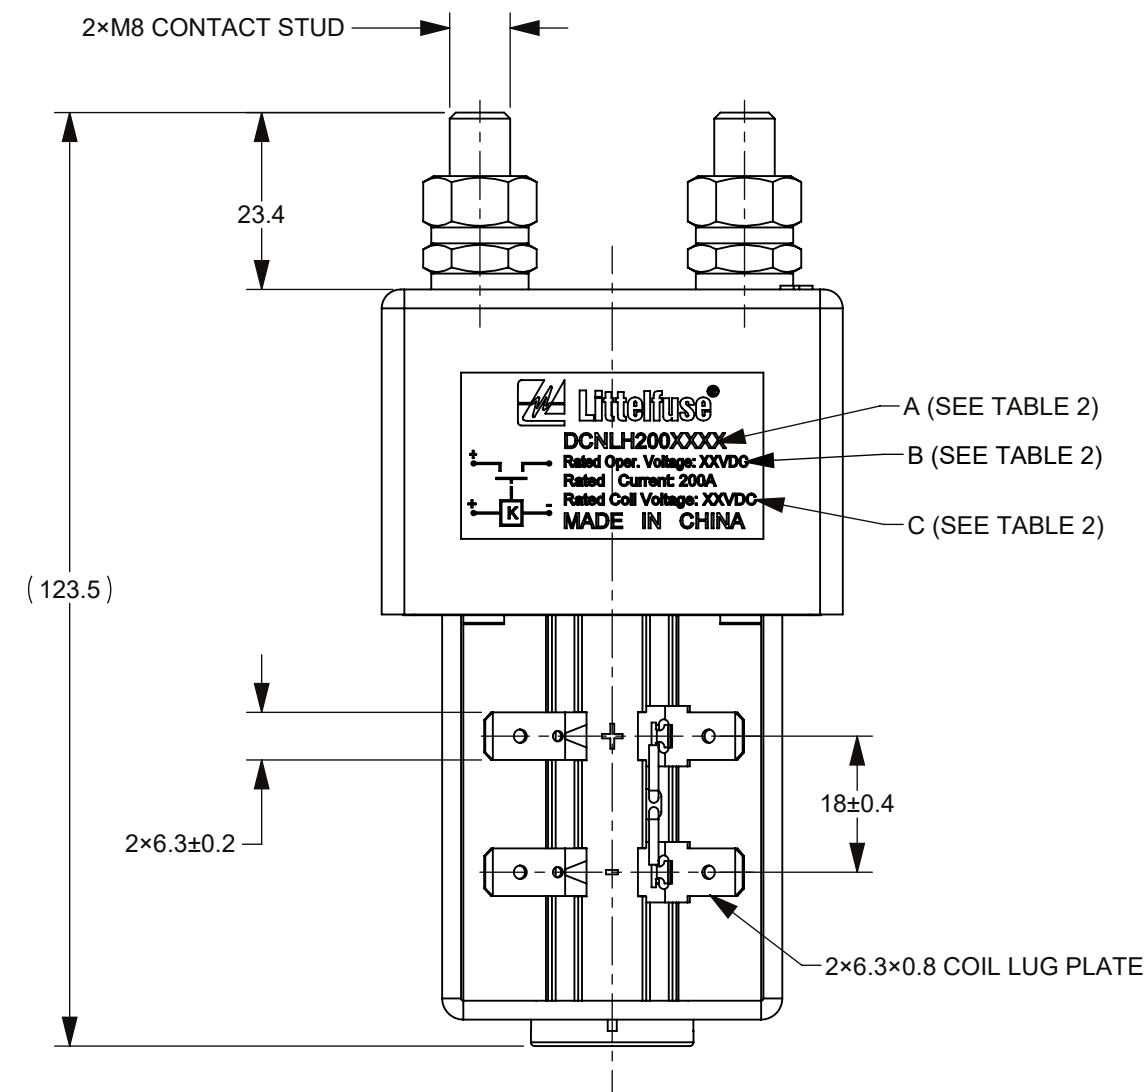 2×M8 CONTACT STUD
23.4
Littelfuse®
A (SEE TABLE 2)
DCNLH200XXXX
B (SEE TABLE 2)
+
Rated Oper. Voltage: XXVDC
Rated Current: 200A
+ K -
Rated Coil Voltage: XXVDC
C (SEE TABLE 2)
MADE IN CHINA
(123.5)
+
18±0.4
2×6.3±0.2
-
2×6.3×0.8 COIL LUG PLATE